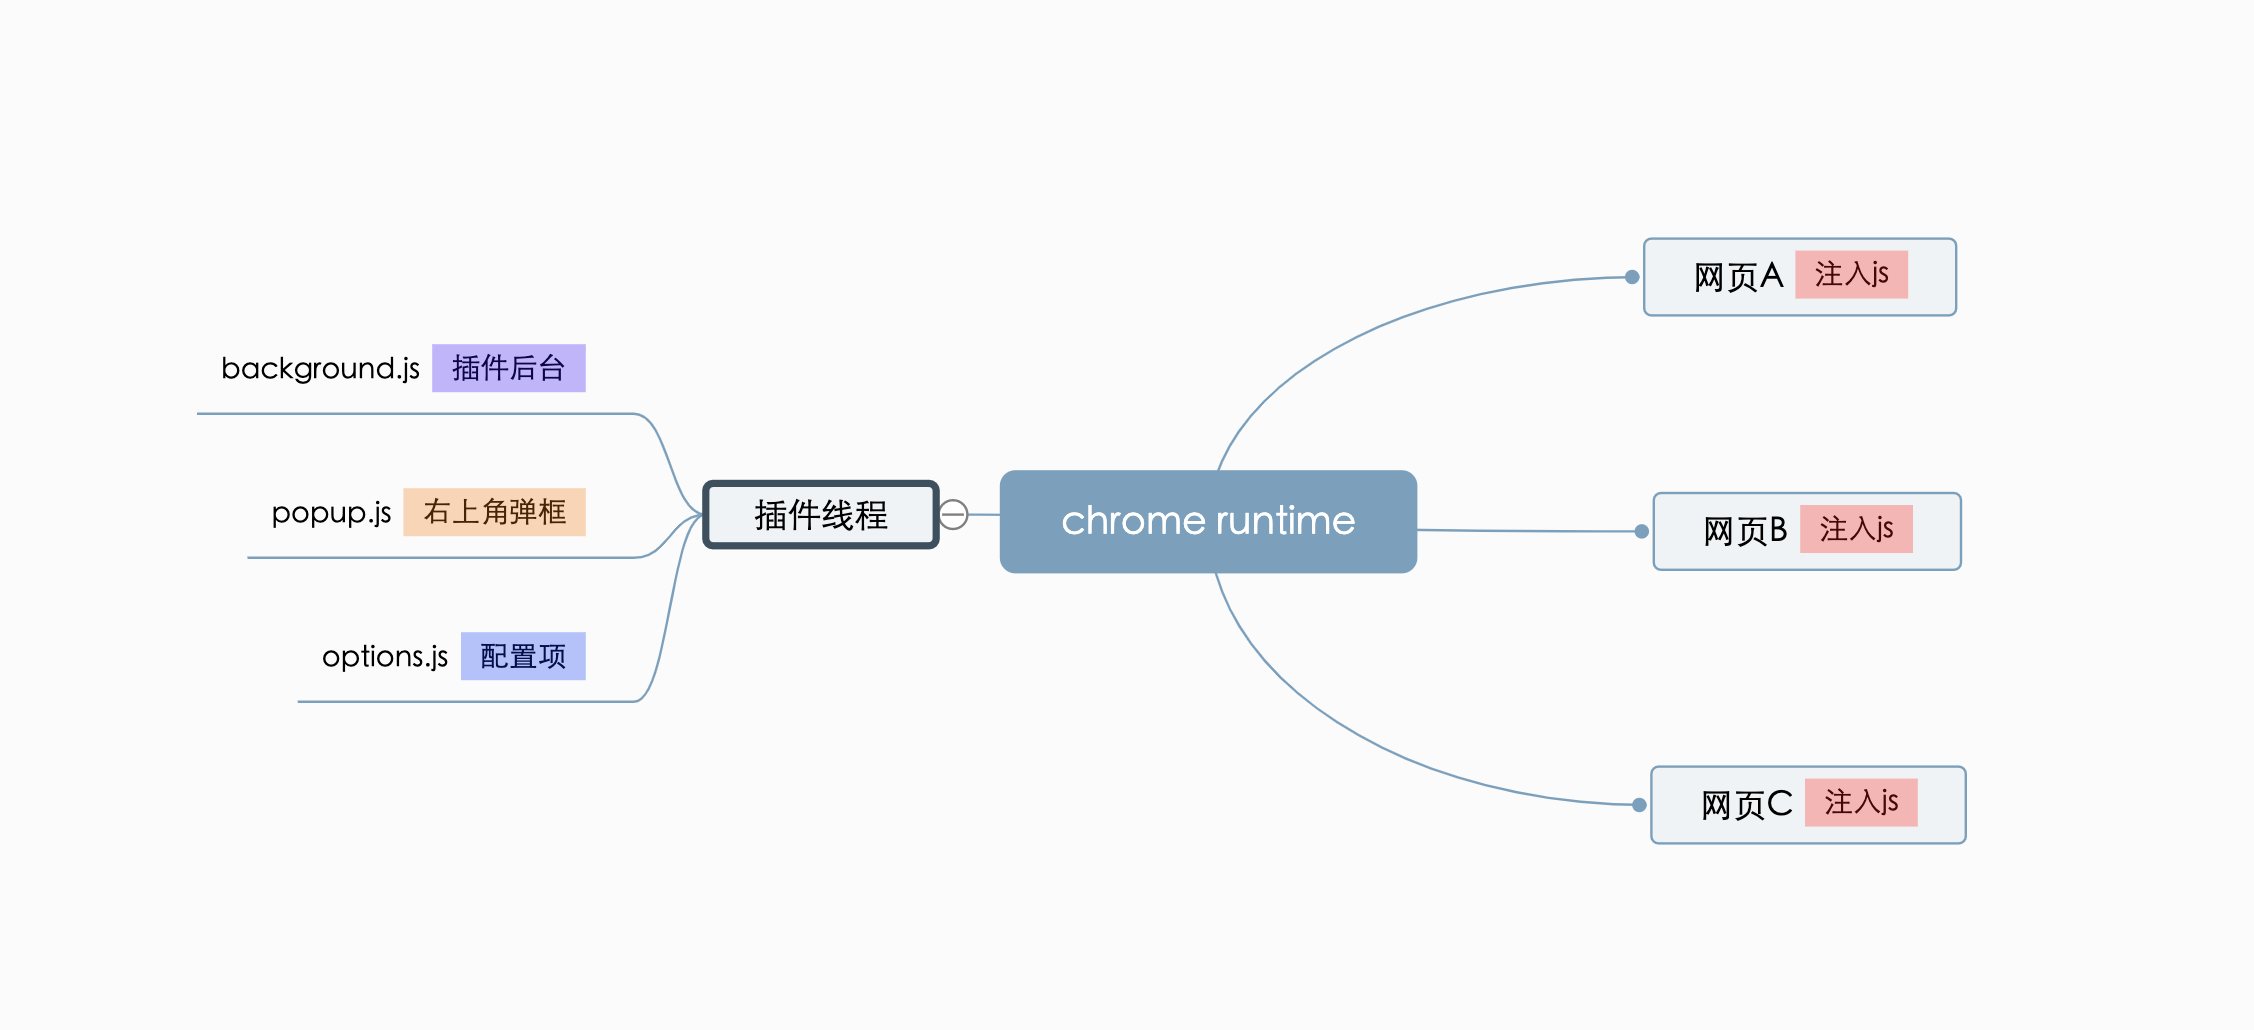 background.js 插件后台
popup.js 右上角弹框
options.js 配置项
插件线程
chrome runtime
网页A 注入js
网页B 注入js
网页C 注入js